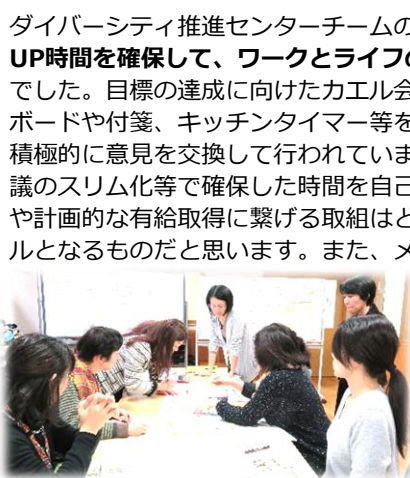 ダイバーシティ推進センターチームの
UP時間を確保して、ワークとライフの
でした。目標の達成に向けたカエル会
ボードや付箋、キッチンタイマー等を
積極的に意見を交換して行われていま
議のスリム化等で確保した時間を自己
や計画的な有給取得に繋げる取組はと
ルとなるものだと思います。また、メ